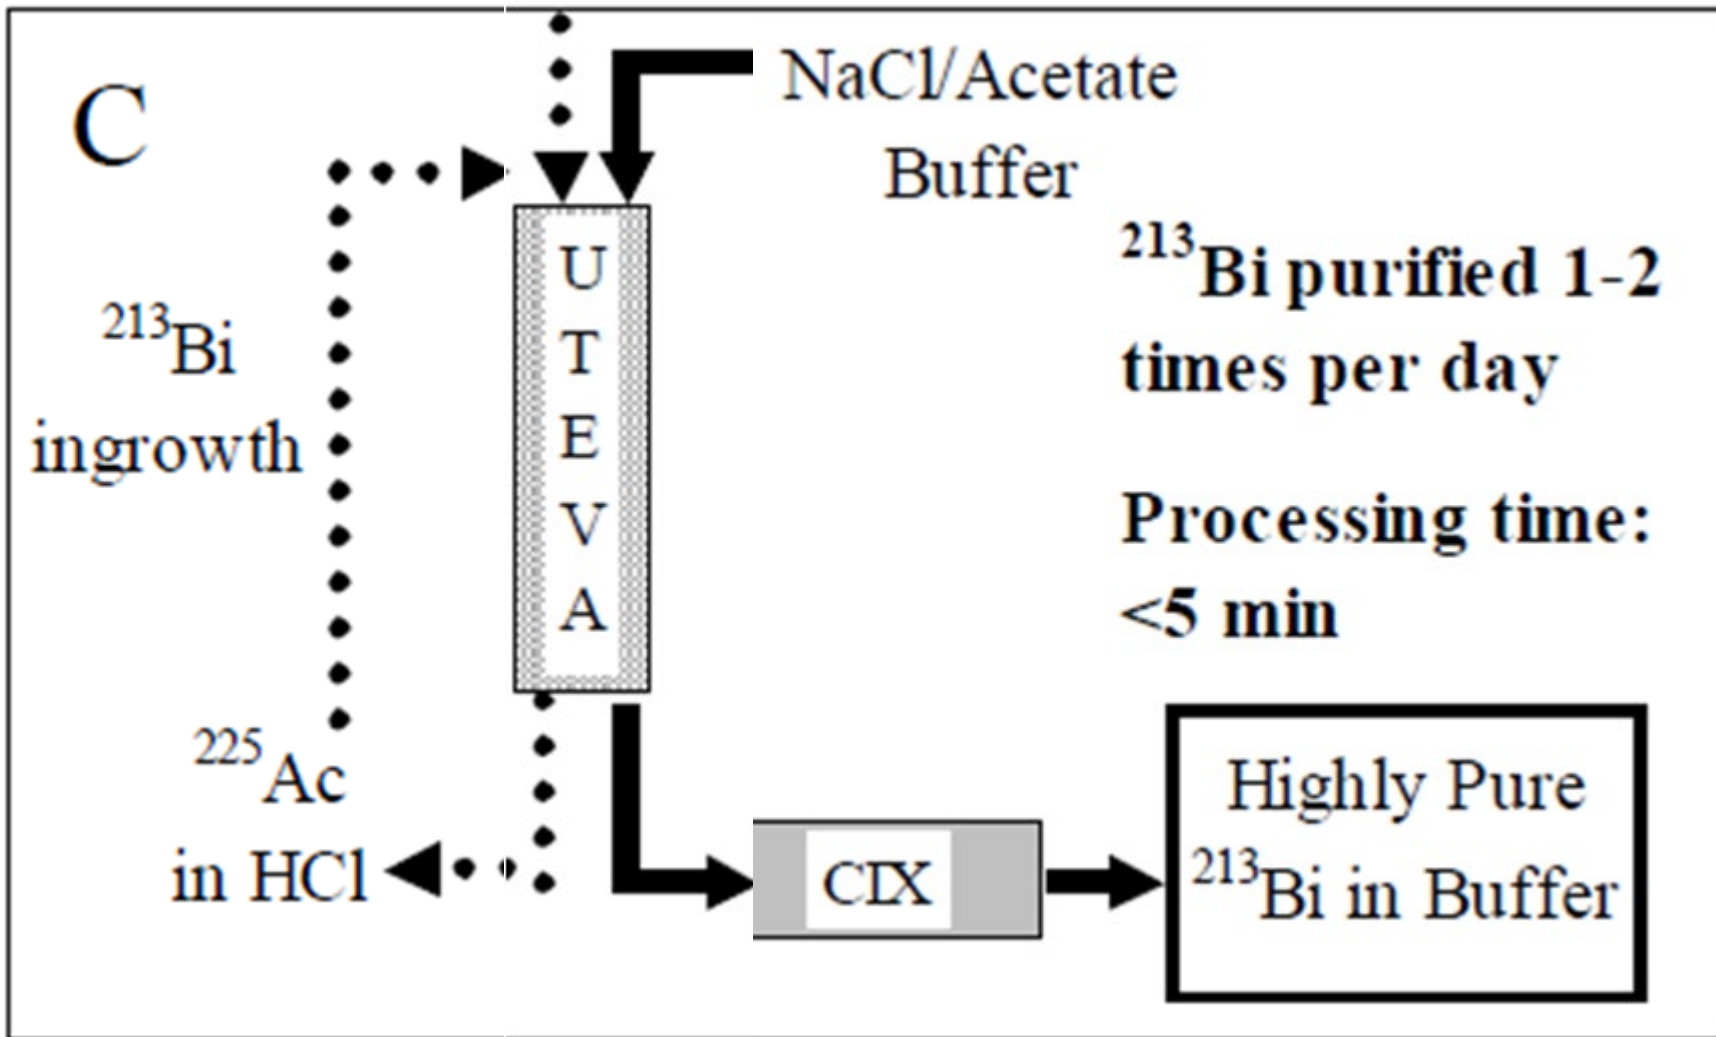 C
NaCl/Acetate
Buffer
U
T
E
V
A
²¹³Bi
ingrowth
²¹³Bi purified 1-2
times per day
Processing time:
<5 min
²²⁵Ac
in HCl
CIX
Highly Pure
²¹³Bi in Buffer